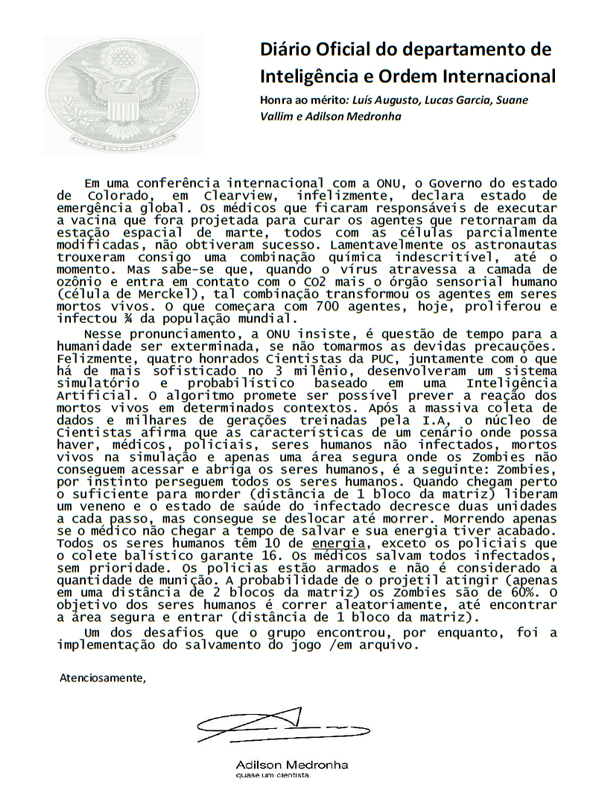 Diário Oficial do departamento de
Inteligência e Ordem Internacional
Honra ao mérito: Luís Augusto, Lucas Garcia, Suane
Vallim e Adilson Medronha
Em uma conferência internacional com a ONU, o Governo do estado
de Colorado, em Clearview, infelizmente, declara estado de
emergência global. Os médicos que ficaram responsáveis de executar
a vacina que fora projetada para curar os agentes que retornaram da
estação espacial de marte, todos com as células parcialmente
modificadas, não obtiveram sucesso. Lamentavelmente os astronautas
trouxeram consigo uma combinação química indescritível, até o
momento. Mas sabe-se que, quando o vírus atravessa a camada de
ozônio e entra em contato com o CO2 mais o órgão sensorial humano
(célula de Merckel), tal combinação transformou os agentes em seres
mortos vivos. O que começara com 700 agentes, hoje, proliferou e
infectou ¾ da população mundial.
Nesse pronunciamento, a ONU insiste, é questão de tempo para a
humanidade ser exterminada, se não tomarmos as devidas precauções.
Felizmente, quatro honrados Cientistas da PUC, juntamente com o que
há de mais sofisticado no 3 milênio, desenvolveram um sistema
simulatório e probabilístico baseado em uma Inteligência
Artificial. O algoritmo promete ser possível prever a reação dos
mortos vivos em determinados contextos. Após a massiva coleta de
dados e milhares de gerações treinadas pela I.A, o núcleo de
Cientistas afirma que as características de um cenário onde possa
haver, médicos, policiais, seres humanos não infectados, mortos
vivos na simulação e apenas uma área segura onde os Zombies não
conseguem acessar e abriga os seres humanos, é a seguinte: Zombies,
por instinto perseguem todos os seres humanos. Quando chegam perto
o suficiente para morder (distância de 1 bloco da matriz) liberam
um veneno e o estado de saúde do infectado decresce duas unidades
a cada passo, mas consegue se deslocar até morrer. Morrendo apenas
se o médico não chegar a tempo de salvar e sua energia tiver acabado.
Todos os seres humanos têm 10 de energia, exceto os policiais que
o colete balístico garante 16. Os médicos salvam todos infectados,
sem prioridade. Os policias estão armados e não é considerado a
quantidade de munição. A probabilidade de o projetil atingir (apenas
em uma distância de 2 blocos da matriz) os Zombies são de 60%. O
objetivo dos seres humanos é correr aleatoriamente, até encontrar
a área segura e entrar (distância de 1 bloco da matriz).
Um dos desafios que o grupo encontrou, por enquanto, foi a
implementação do salvamento do jogo /em arquivo.
Atenciosamente,
Adilson Medronha
quase um cientista